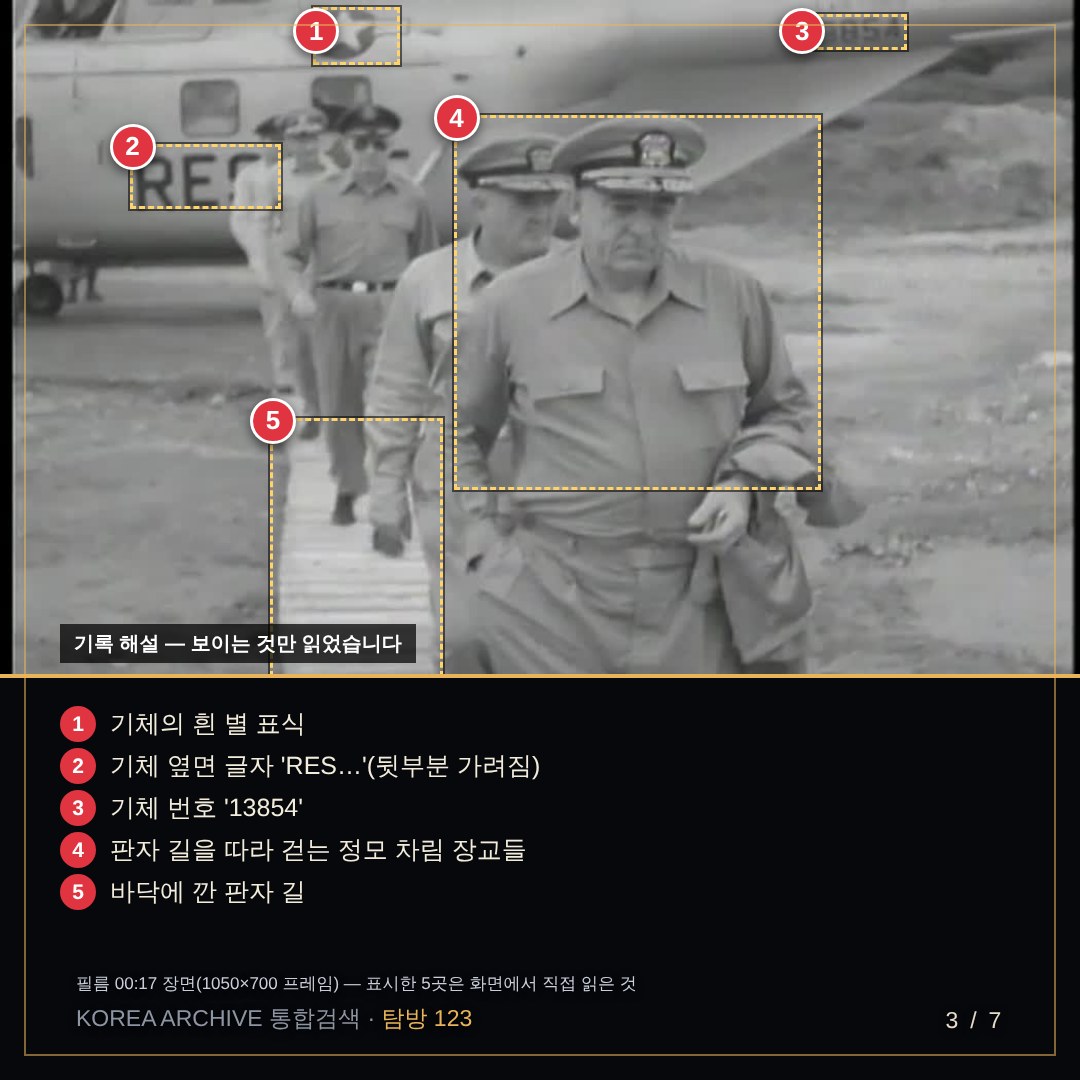 1
3
2
RES
4
5
기록 해설 — 보이는 것만 읽었습니다
1 기체의 흰 별 표식
2 기체 옆면 글자 'RES…'(뒷부분 가려짐)
3 기체 번호 '13854'
4 판자 길을 따라 걷는 정모 차림 장교들
5 바닥에 깐 판자 길
필름 00:17 장면(1050×700 프레임) — 표시한 5곳은 화면에서 직접 읽은 것
KOREA ARCHIVE 통합검색 · 탐방 123
3 / 7